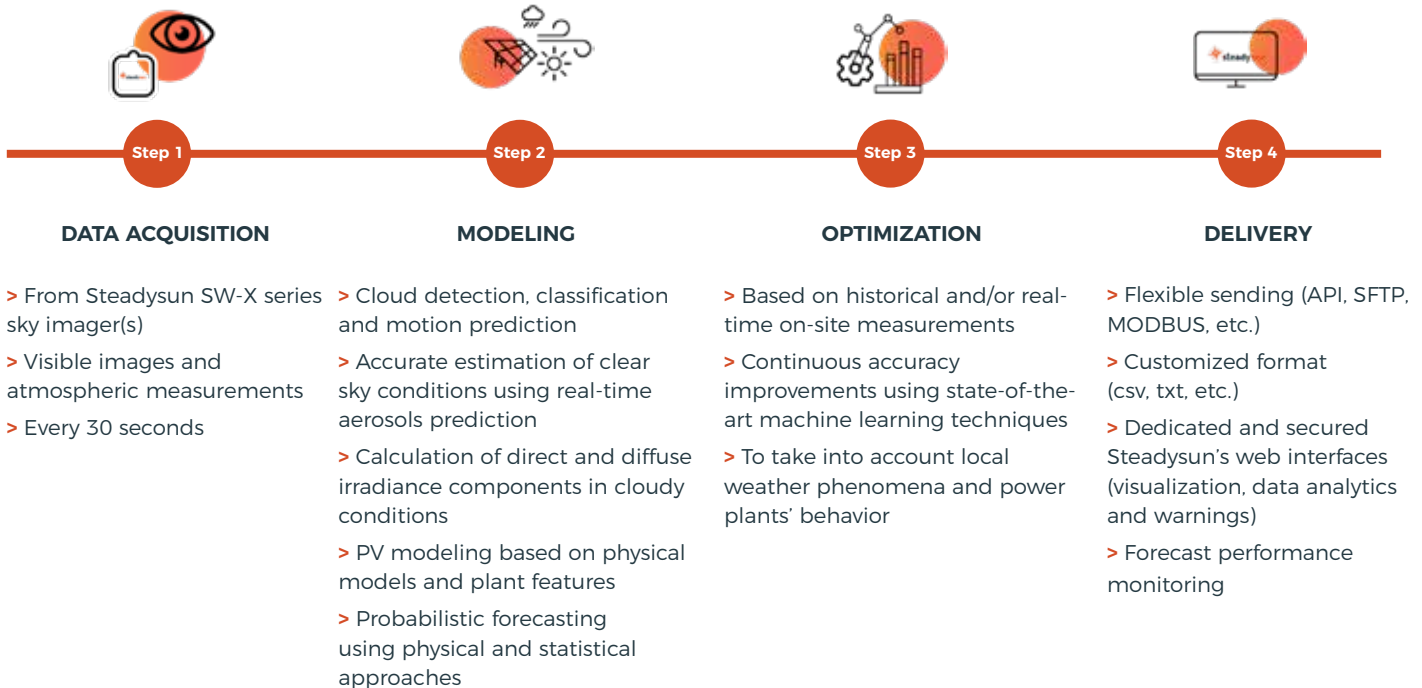 steadysun
steady
Step 1
Step 2
Step 3
Step 4
DATA ACQUISITION
> From Steadysun SW-X series
sky imager(s)
> Visible images and
atmospheric measurements
> Every 30 seconds
MODELING
> Cloud detection, classification
and motion prediction
> Accurate estimation of clear
sky conditions using real-time
aerosols prediction
> Calculation of direct and diffuse
irradiance components in cloudy
conditions
> PV modeling based on physical
models and plant features
> Probabilistic forecasting
using physical and statistical
approaches
OPTIMIZATION
> Based on historical and/or real-
time on-site measurements
> Continuous accuracy
improvements using state-of-the-
art machine learning techniques
> To take into account local
weather phenomena and power
plants’ behavior
DELIVERY
> Flexible sending (API, SFTP,
MODBUS, etc.)
> Customized format
(csv, txt, etc.)
> Dedicated and secured
Steadysun’s web interfaces
(visualization, data analytics
and warnings)
> Forecast performance
monitoring